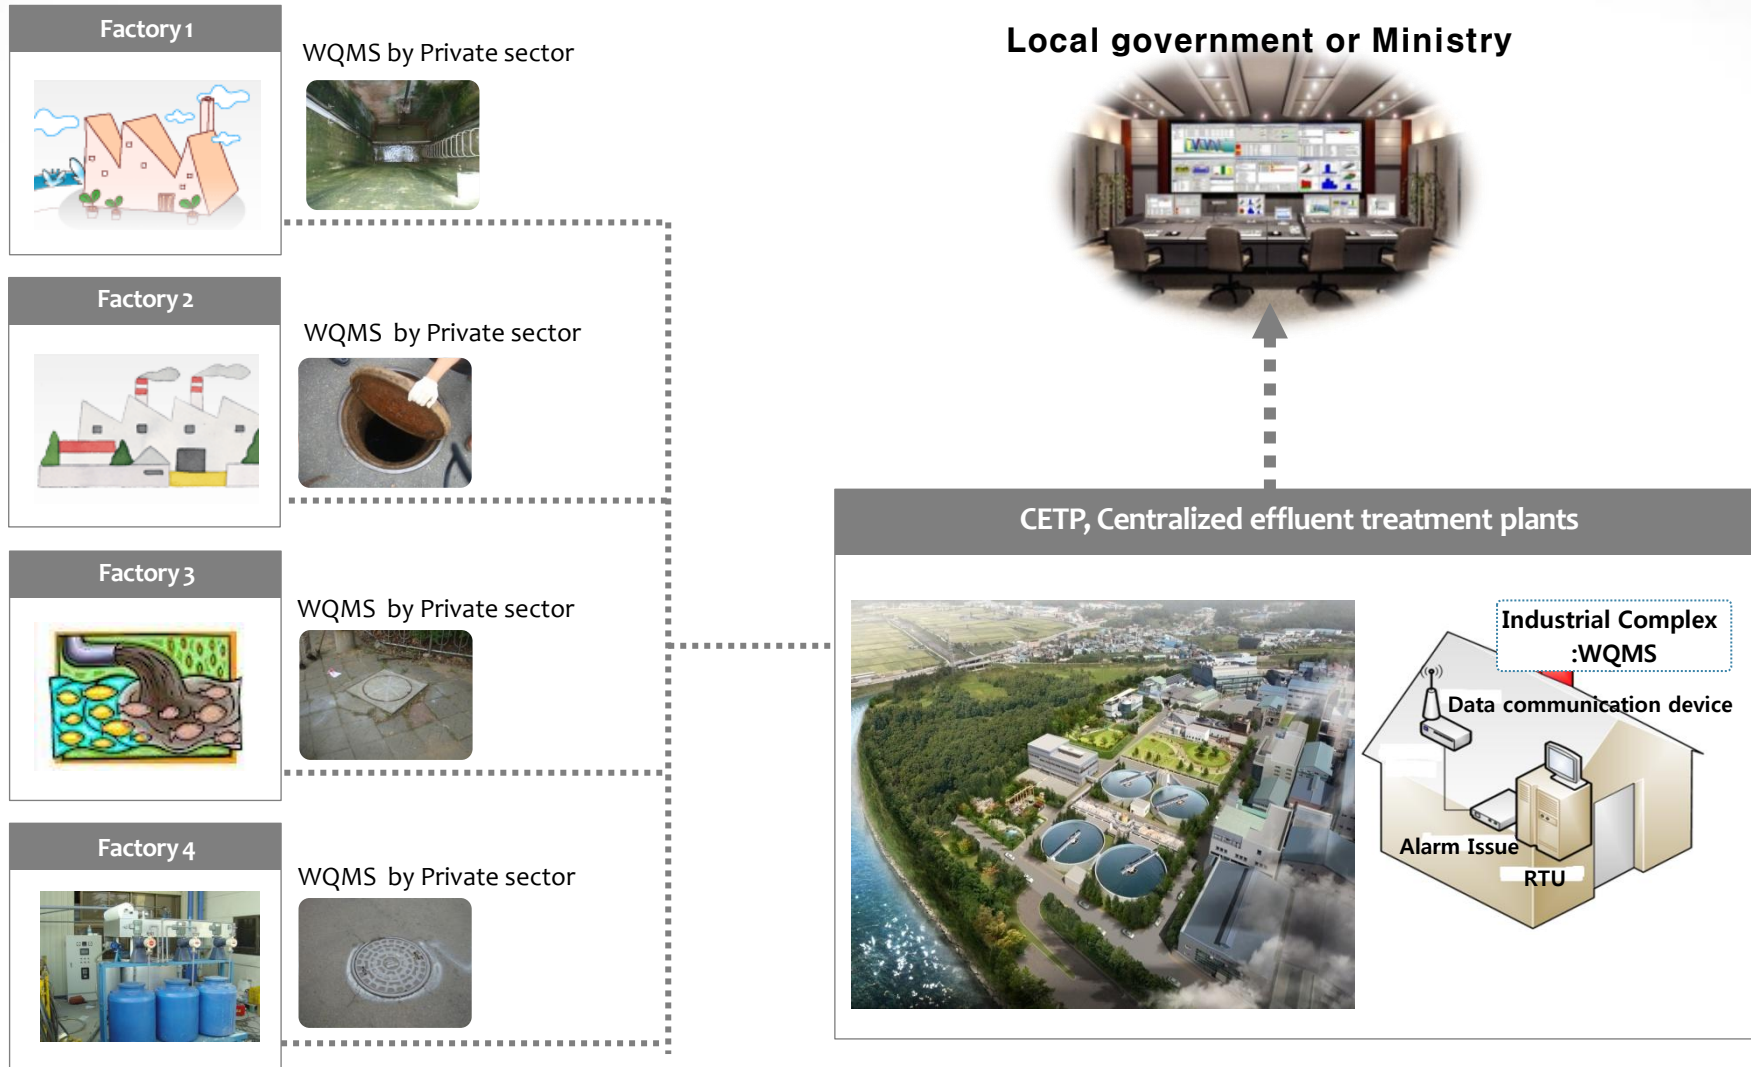 Factory 1
WQMS by Private sector
Local government or Ministry
Factory 2
WQMS by Private sector
CETP, Centralized effluent treatment plants
Factory 3
WQMS by Private sector
Industrial Complex
:WQMS
Data communication device
Alarm Issue
RTU
Factory 4
WQMS by Private sector